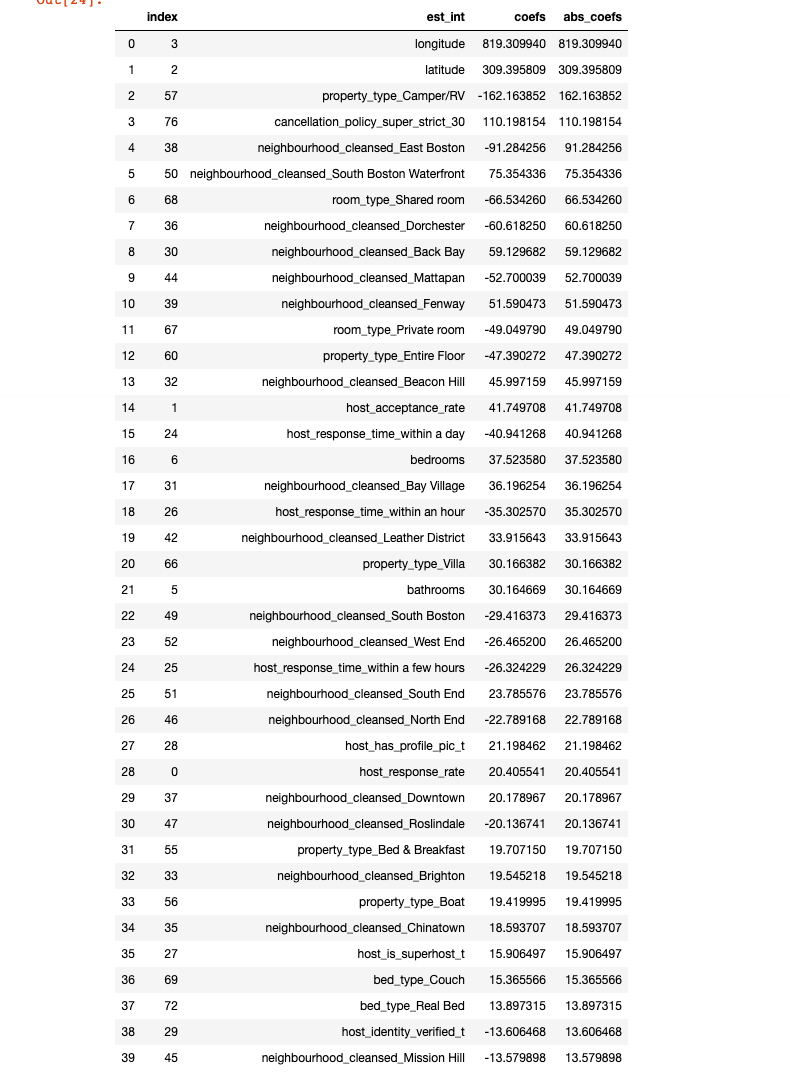 Out[24]:
index est_int coefs abs_coefs
0 3 longitude 819.309940 819.309940
1 2 latitude 309.395809 309.395809
2 57 property_type_Camper/RV -162.163852 162.163852
3 76 cancellation_policy_super_strict_30 110.198154 110.198154
4 38 neighbourhood_cleansed_East Boston -91.284256 91.284256
5 50 neighbourhood_cleansed_South Boston Waterfront 75.354336 75.354336
6 68 room_type_Shared room -66.534260 66.534260
7 36 neighbourhood_cleansed_Dorchester -60.618250 60.618250
8 30 neighbourhood_cleansed_Back Bay 59.129682 59.129682
9 44 neighbourhood_cleansed_Mattapan -52.700039 52.700039
10 39 neighbourhood_cleansed_Fenway 51.590473 51.590473
11 67 room_type_Private room -49.049790 49.049790
12 60 property_type_Entire Floor -47.390272 47.390272
13 32 neighbourhood_cleansed_Beacon Hill 45.997159 45.997159
14 1 host_acceptance_rate 41.749708 41.749708
15 24 host_response_time_within a day -40.941268 40.941268
16 6 bedrooms 37.523580 37.523580
17 31 neighbourhood_cleansed_Bay Village 36.196254 36.196254
18 26 host_response_time_within an hour -35.302570 35.302570
19 42 neighbourhood_cleansed_Leather District 33.915643 33.915643
20 66 property_type_Villa 30.166382 30.166382
21 5 bathrooms 30.164669 30.164669
22 49 neighbourhood_cleansed_South Boston -29.416373 29.416373
23 52 neighbourhood_cleansed_West End -26.465200 26.465200
24 25 host_response_time_within a few hours -26.324229 26.324229
25 51 neighbourhood_cleansed_South End 23.785576 23.785576
26 46 neighbourhood_cleansed_North End -22.789168 22.789168
27 28 host_has_profile_pic_t 21.198462 21.198462
28 0 host_response_rate 20.405541 20.405541
29 37 neighbourhood_cleansed_Downtown 20.178967 20.178967
30 47 neighbourhood_cleansed_Roslindale -20.136741 20.136741
31 55 property_type_Bed & Breakfast 19.707150 19.707150
32 33 neighbourhood_cleansed_Brighton 19.545218 19.545218
33 56 property_type_Boat 19.419995 19.419995
34 35 neighbourhood_cleansed_Chinatown 18.593707 18.593707
35 27 host_is_superhost_t 15.906497 15.906497
36 69 bed_type_Couch 15.365566 15.365566
37 72 bed_type_Real Bed 13.897315 13.897315
38 29 host_identity_verified_t -13.606468 13.606468
39 45 neighbourhood_cleansed_Mission Hill -13.579898 13.579898